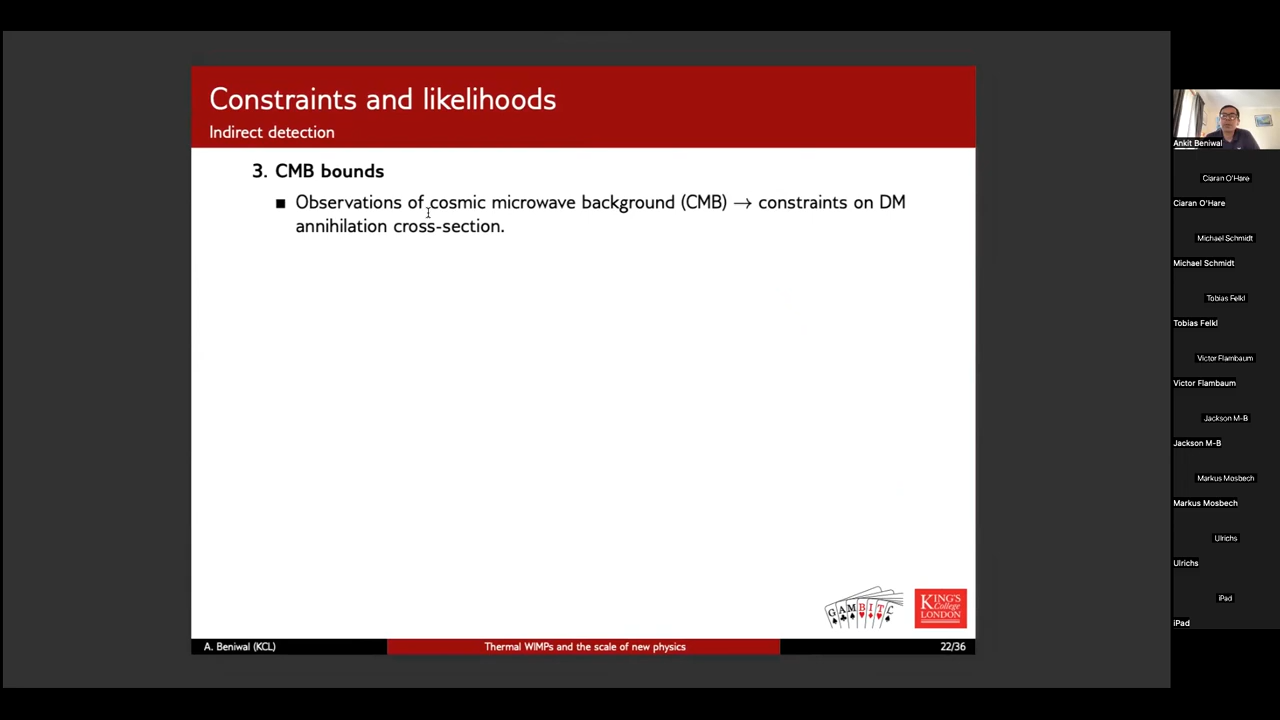 Constraints and likelihoods
Indirect detection
3. CMB bounds
■ Observations of cosmic microwave background (CMB) → constraints on DM
annihilation cross-section.
GAMBIT
KING'S
College
LONDON
A. Beniwal (KCL)
Thermal WIMPs and the scale of new physics
22/36
Ankit Beniwal
Ciaran O'Hare
Ciaran O'Hare
Michael Schmidt
Michael Schmidt
Tobias Felkl
Tobias Felkl
Victor Flambaum
Victor Flambaum
Jackson M-B
Jackson M-B
Markus Mosbech
Markus Mosbech
Ulrichs
Ulrichs
iPad
iPad